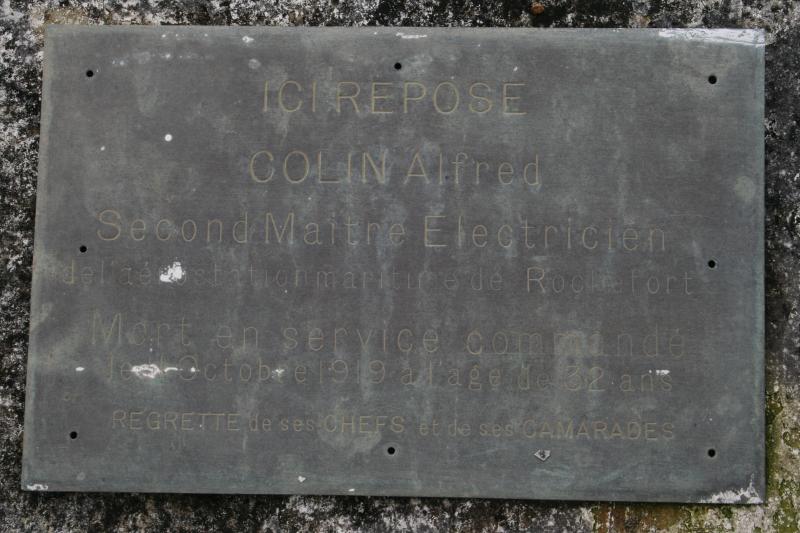 ICI REPOSE
COLIN Alfred
Second Maitre Electricien
de l'aérostation maritime de Rochefort
Mort en service commandé
Octobre 1919 à l'age de 32 ans
REGRETTE de ses CHEFS et de ses CAMARADES